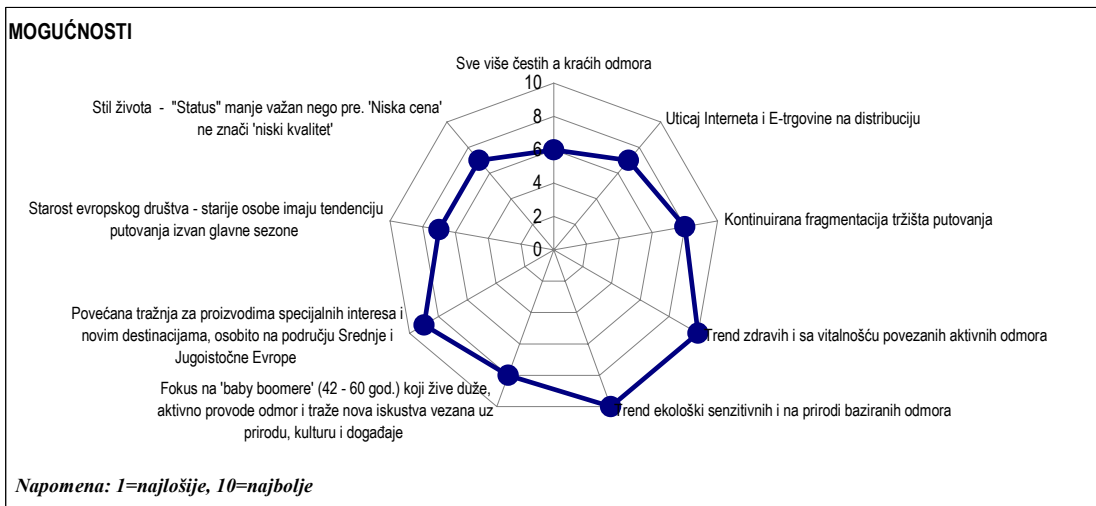 MOGUĆNOSTI
Sve više čestih a kraćih odmora
10
8
6
4
2
0
Uticaj Interneta i E-trgovine na distribuciju
Kontinuirana fragmentacija tržišta putovanja
Trend zdravih i sa vitalnošću povezanih aktivnih odmora
Trend ekološki senzitivnih i na prirodi baziranih odmora
Fokus na 'baby boomere' (42 - 60 god.) koji žive duže,
aktivno provode odmor i traže nova iskustva vezana uz
prirodu, kulturu i događaje
Povećana tražnja za proizvodima specijalnih interesa i
novim destinacijama, osobito na području Srednje i
Jugoistočne Evrope
Starost evropskog društva - starije osobe imaju tendenciju
putovanja izvan glavne sezone
Stil života - "Status" manje važan nego pre. 'Niska cena'
ne znači 'niski kvalitet'
Napomena: 1=najlošije, 10=najbolje